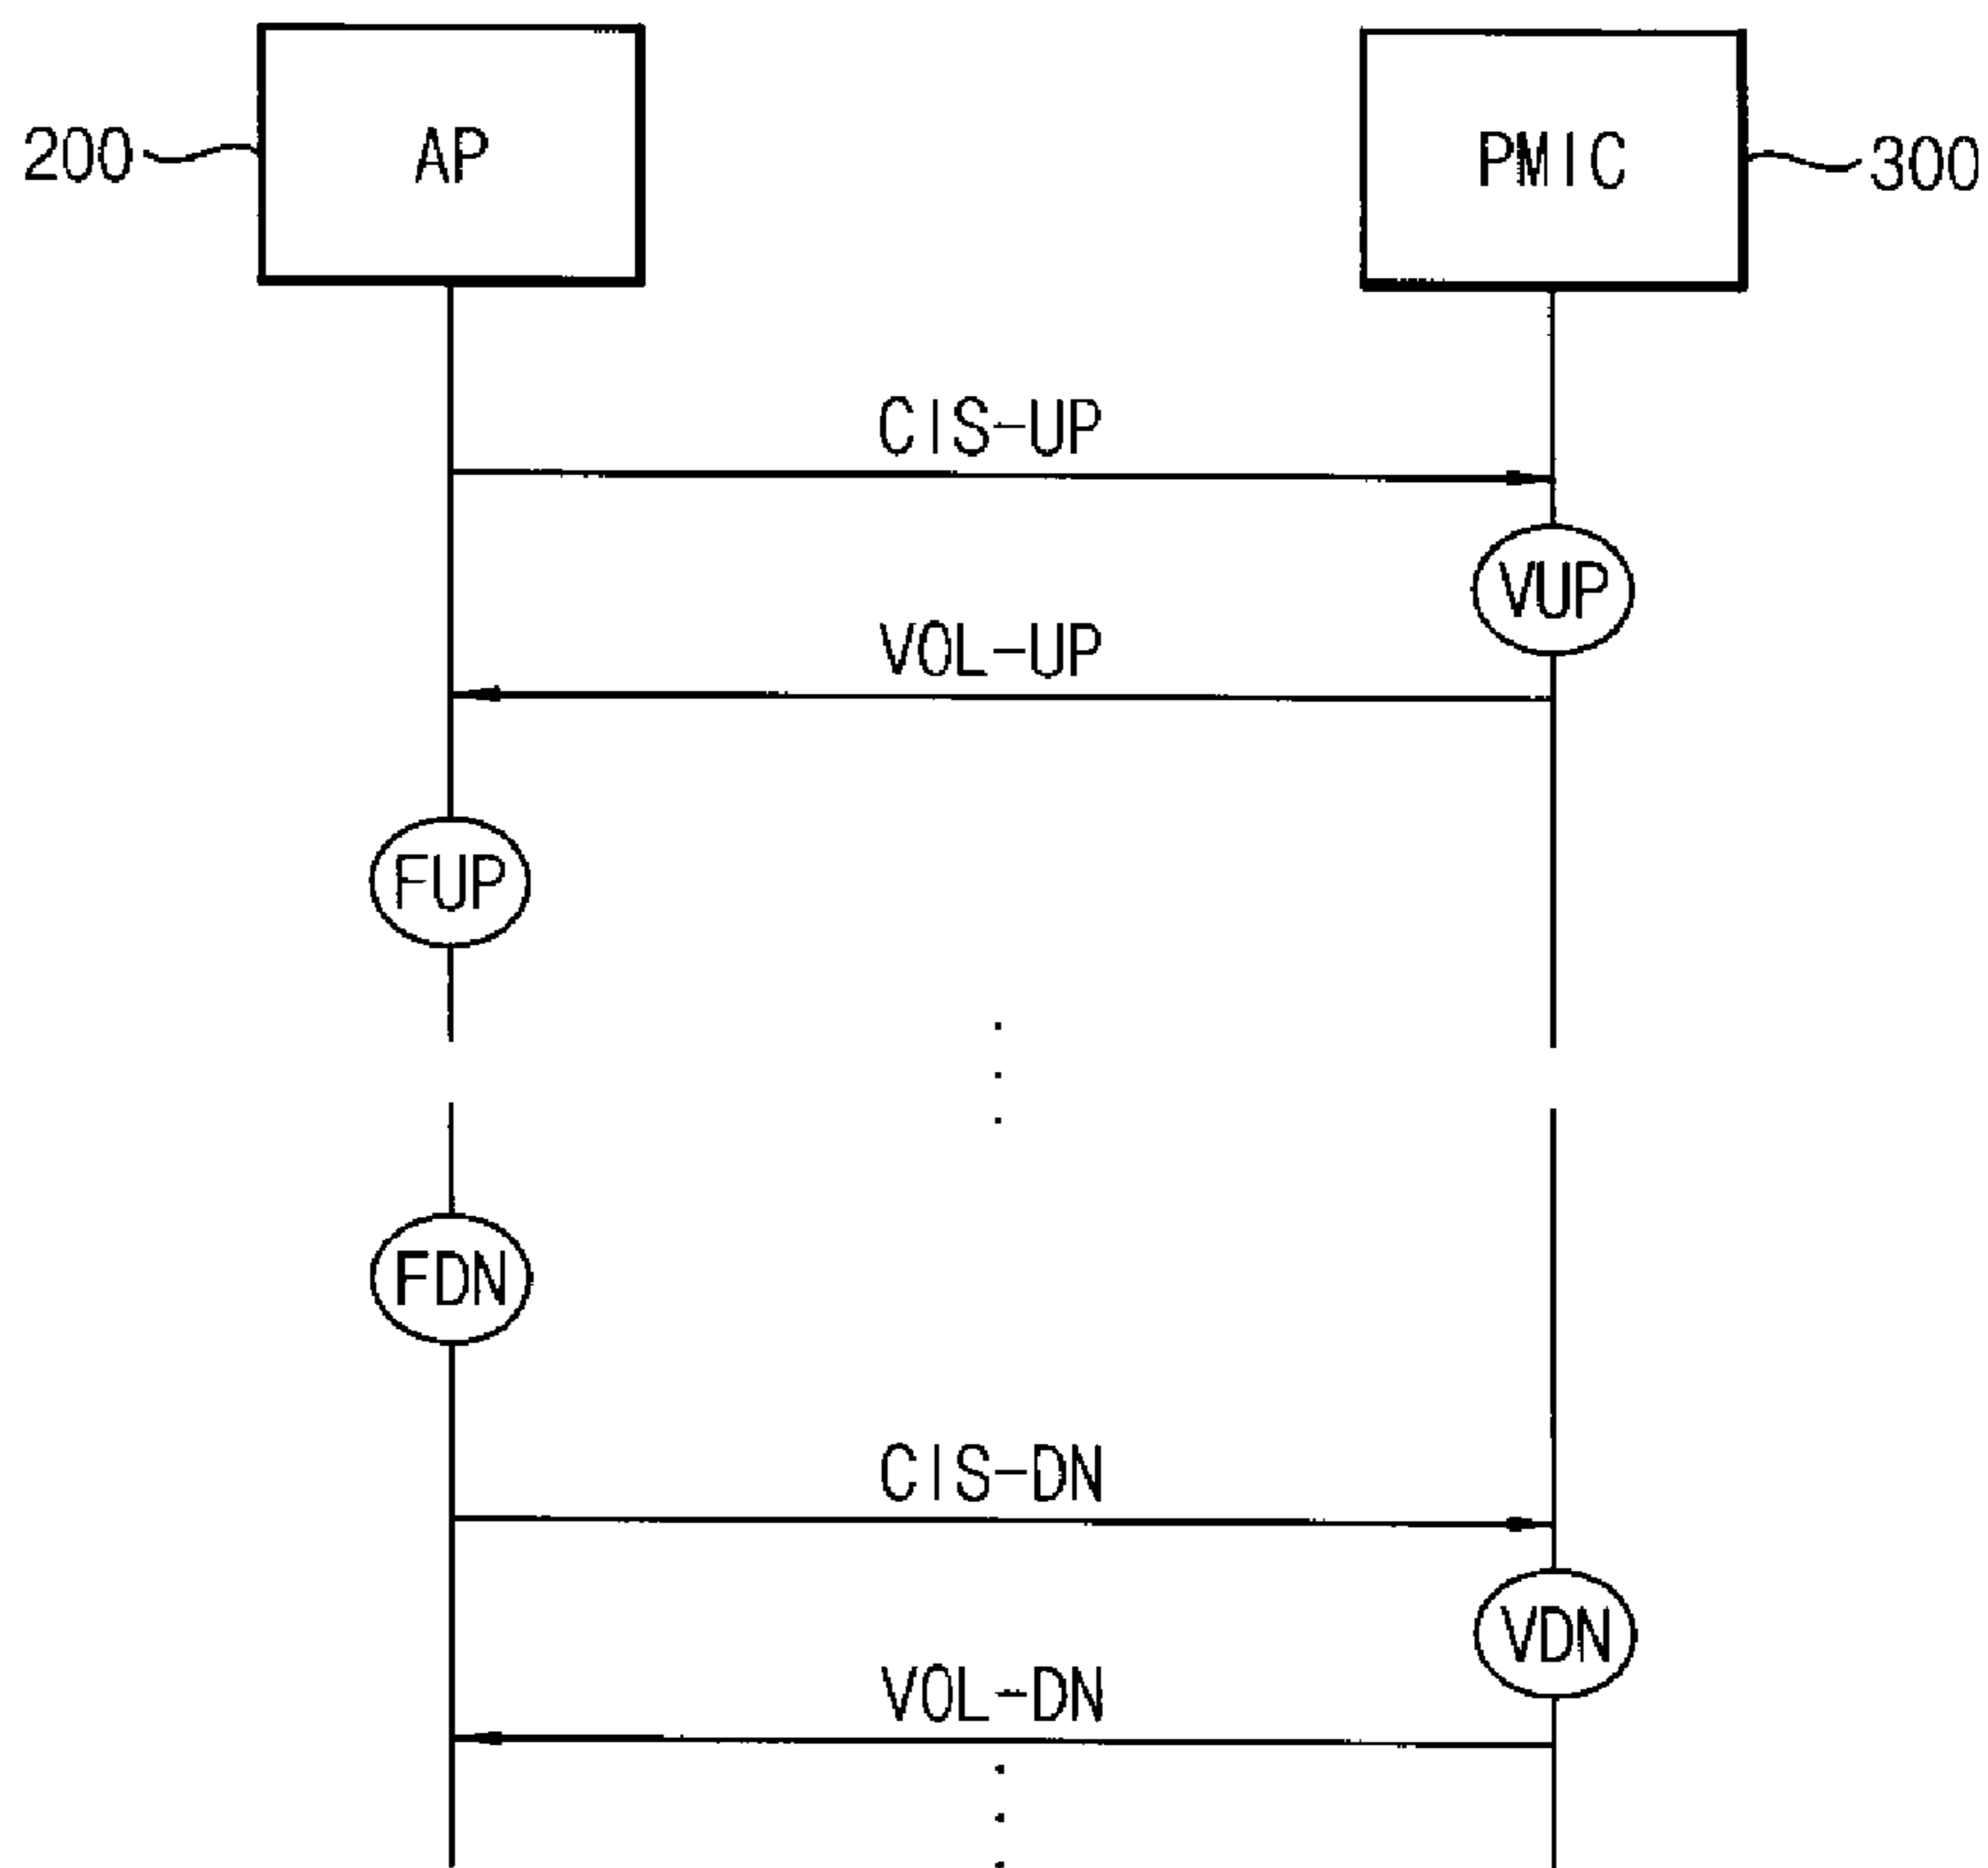 200
AP
PMIC
300
CIS-UP
VUP
VOL-UP
FUP
FDN
CIS-DN
VDN
VOL-DN